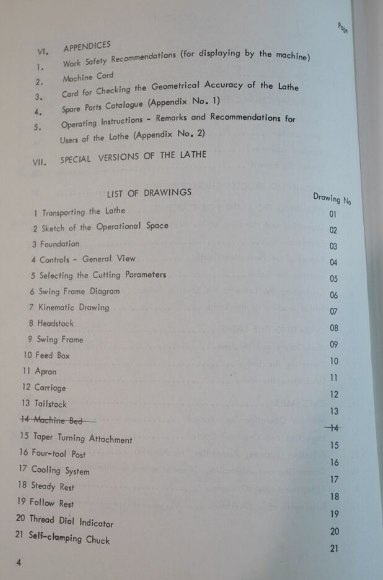 Page
VI. APPENDICES
1. Work Safety Recommendations (for displaying by the machine)
2. Machine Card
3. Card for Checking the Geometrical Accuracy of the Lathe
4. Spare Parts Catalogue (Appendix No. 1)
5. Operating Instructions - Remarks and Recommendations for
Users of the Lathe (Appendix No. 2)
VII. SPECIAL VERSIONS OF THE LATHE
LIST OF DRAWINGS Drawing No
1 Transporting the Lathe 01
2 Sketch of the Operational Space 02
3 Foundation 03
4 Controls - General View 04
5 Selecting the Cutting Parameters 05
6 Swing Frame Diagram 06
7 Kinematic Drawing 07
8 Headstock 08
9 Swing Frame 09
10 Feed Box 10
11 Apron 11
12 Carriage 12
13 Tailstock 13
14 Machine Bed 14
15 Taper Turning Attachment 15
16 Four-tool Post 16
17 Cooling System 17
18 Steady Rest 18
19 Follow Rest 19
20 Thread Dial Indicator 20
21 Self-clamping Chuck 21
4